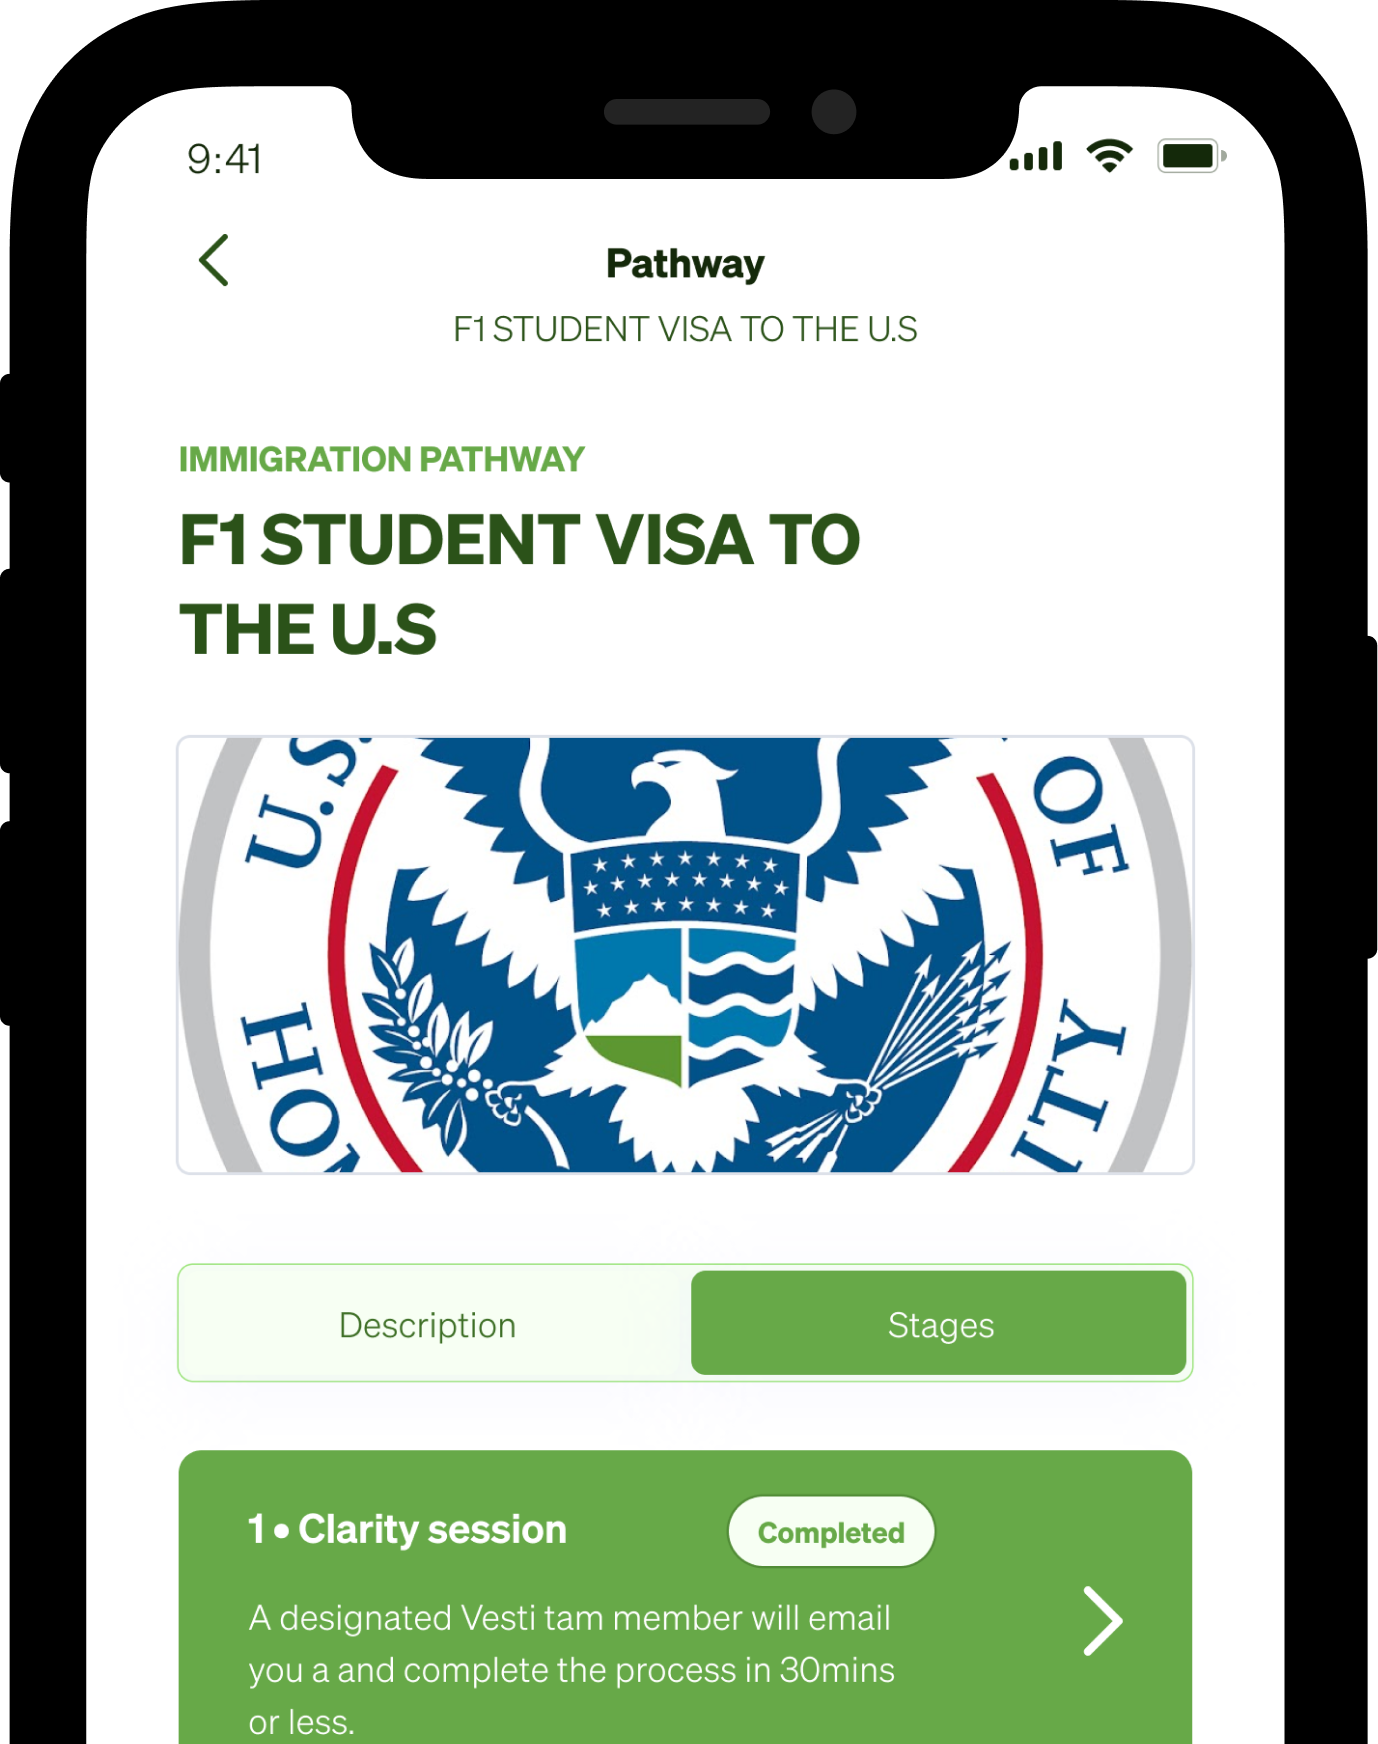 9:41
Pathway
F1 STUDENT VISA TO THE U.S
IMMIGRATION PATHWAY
F1 STUDENT VISA TO
THE U.S
U.S.
OF
HO
ITY
Description
Stages
1 • Clarity session
Completed
A designated Vesti tam member will email
you a and complete the process in 30mins
or less.